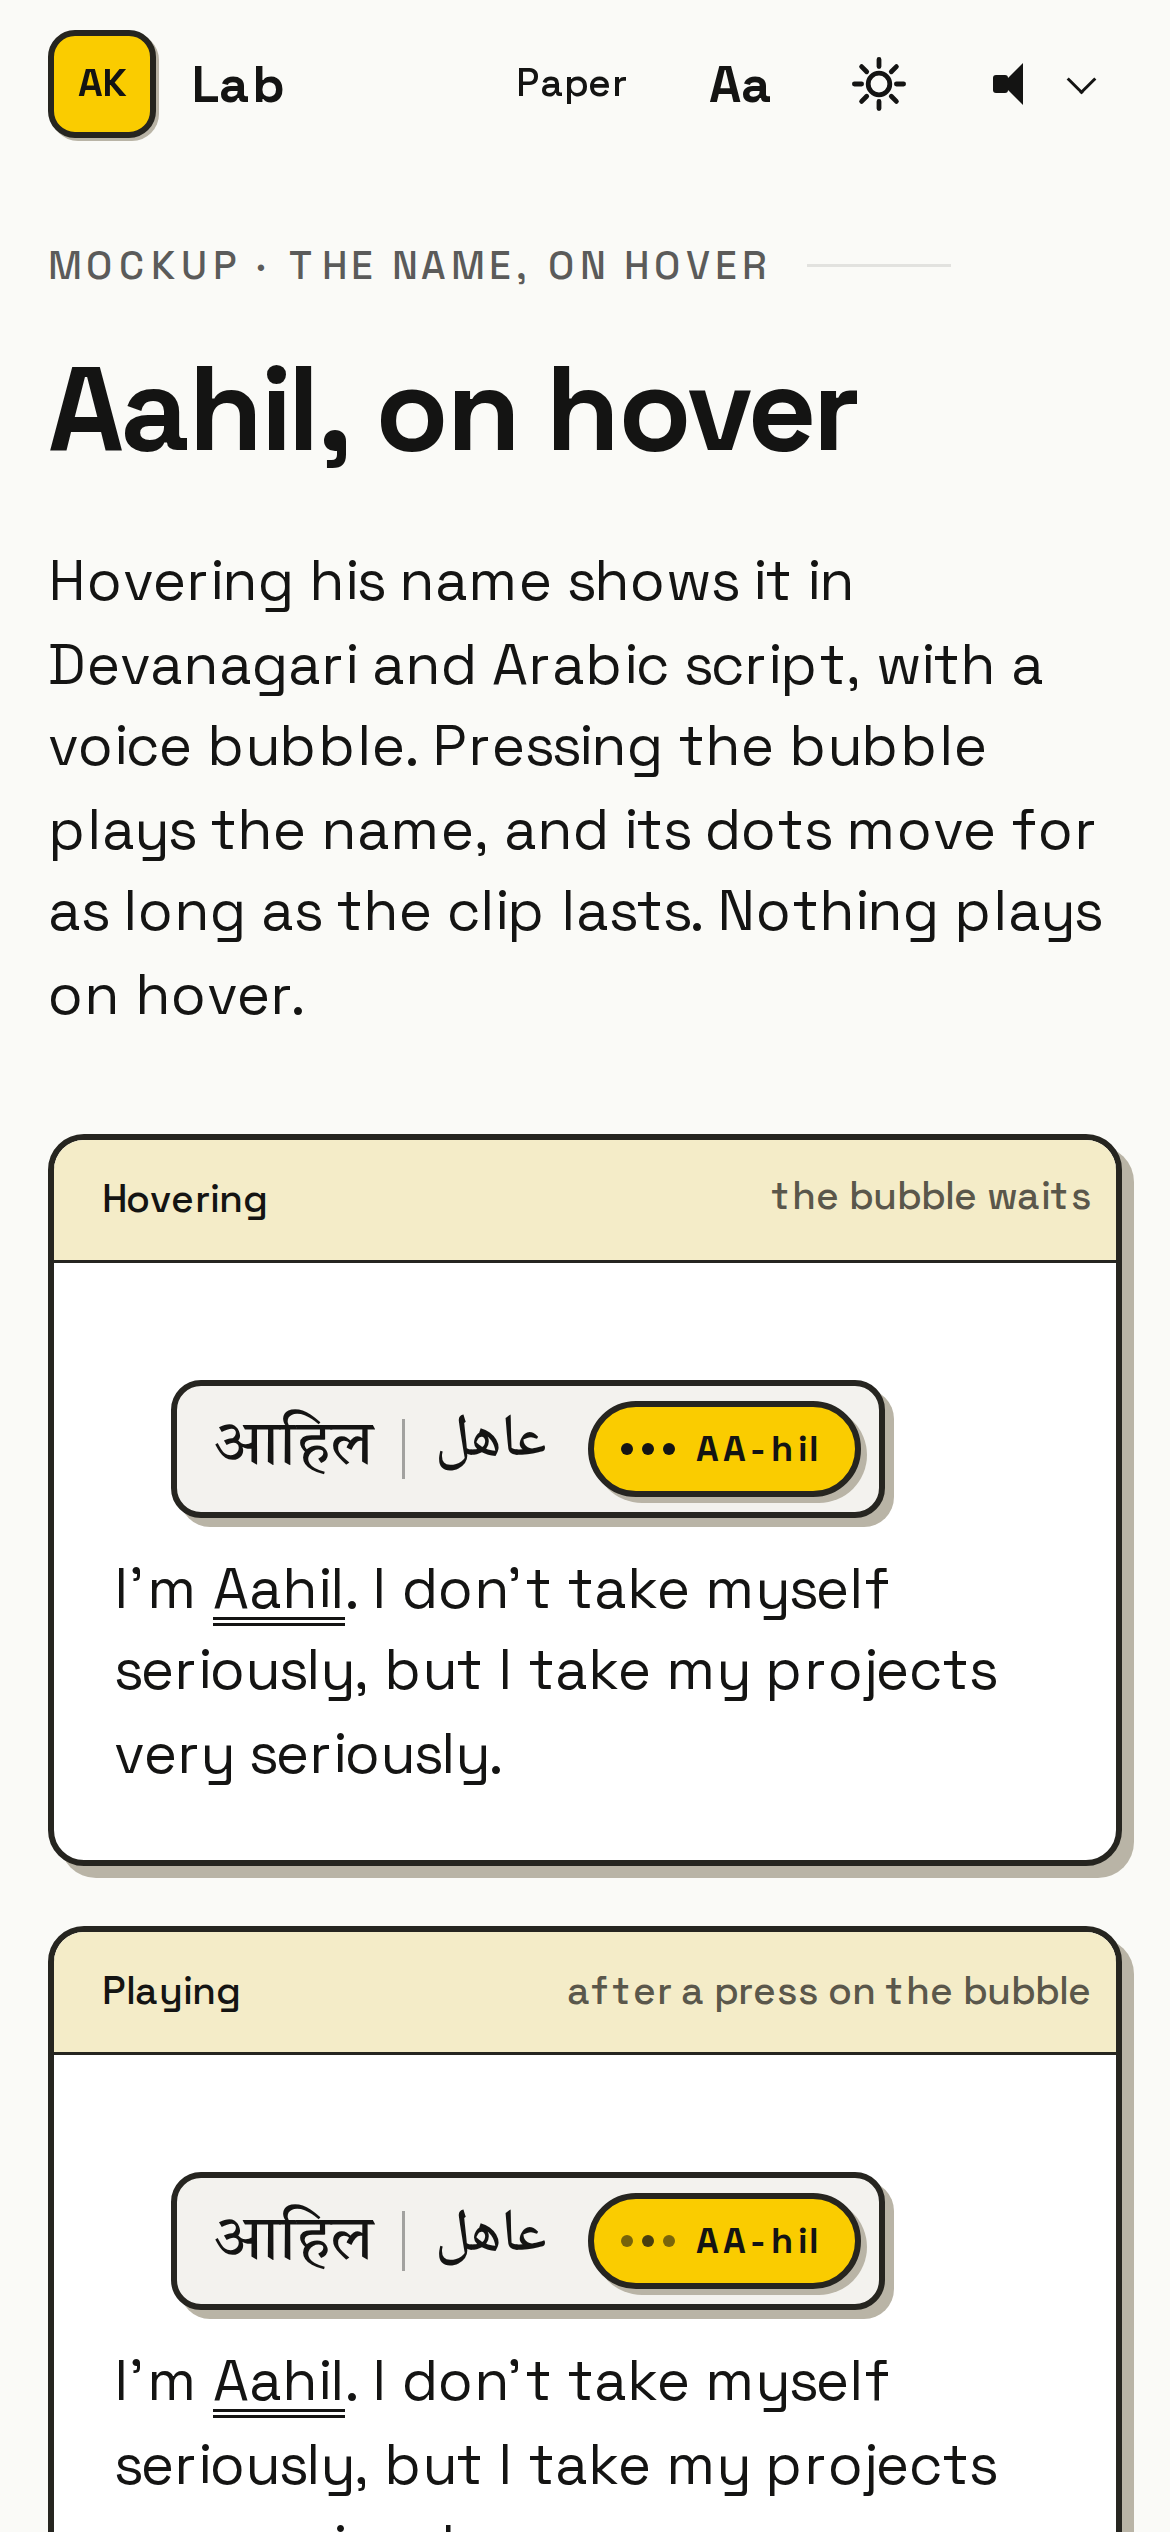 AK Lab Paper Aa
MOCKUP · THE NAME, ON HOVER
Aahil, on hover
Hovering his name shows it in
Devanagari and Arabic script, with a
voice bubble. Pressing the bubble
plays the name, and its dots move for
as long as the clip lasts. Nothing plays
on hover.
Hovering the bubble waits
आहिल عاهل AA-hil
I’m Aahil. I don’t take myself
seriously, but I take my projects
very seriously.
Playing after a press on the bubble
आहिल عاهل AA-hil
I’m Aahil. I don’t take myself
seriously, but I take my projects